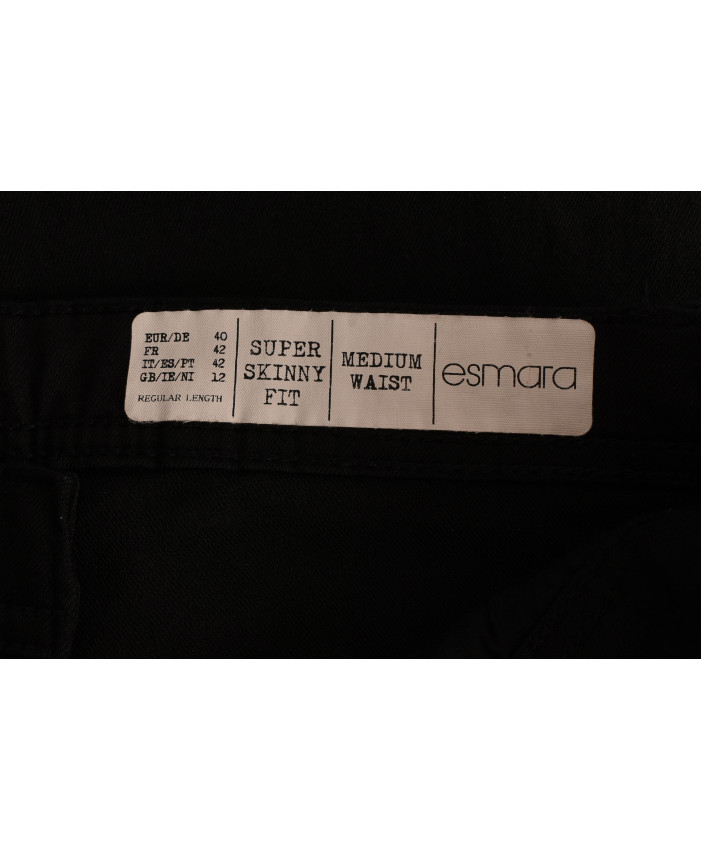 EUR/DE 40
FR 42
IT/ES/PT 42
GB/IE/NI 12
REGULAR LENGTH
SUPER
SKINNY
FIT
MEDIUM
WAIST
esmara